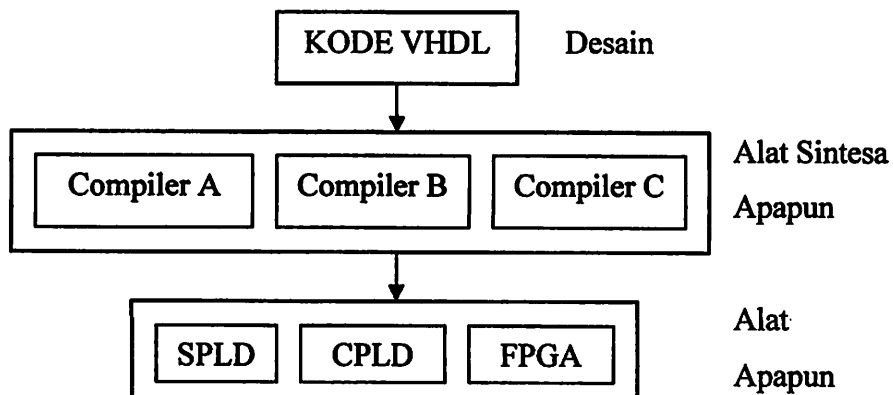 KODE VHDL Desain
Compiler A Compiler B Compiler C
Alat Sintesa
Apapun
SPLD CPLD FPGA
Alat
Apapun